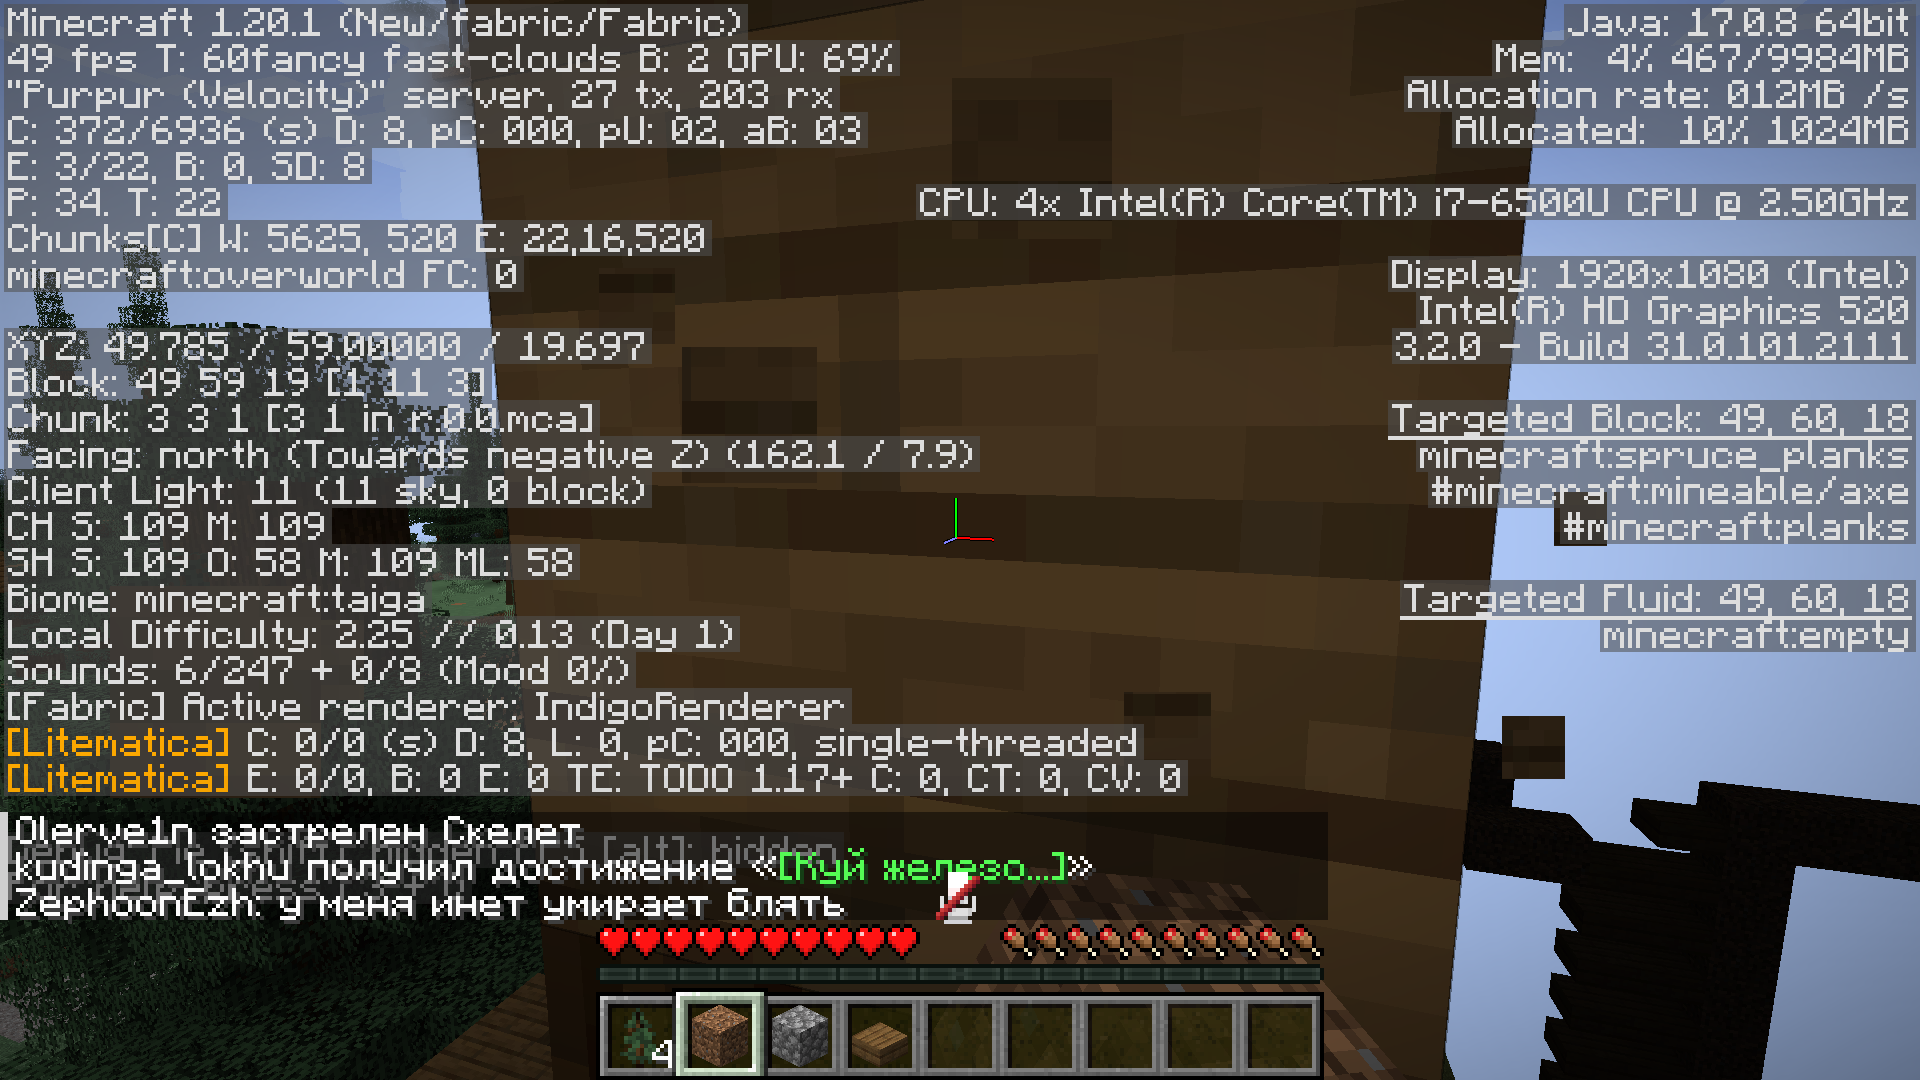 Minecraft 1.20.1 (New/fabric/Fabric)
49 fps T: 60fancy fast-clouds B: 2 GPU: 69%
"Purpur (Velocity)" server, 27 tx, 203 rx
C: 372/6936 (s) D: 8, pC: 000, pU: 02, aB: 03
E: 3/22, B: 0, SD: 8
P: 34. T: 22
Chunks[C] W: 5625, 520 E: 22,16,520
minecraft:overworld FC: 0
XYZ: 49.785 / 59.00000 / 19.697
Block: 49 59 19 [1 11 3]
Chunk: 3 3 1 [3 1 in r.0.0.mca]
Facing: north (Towards negative Z) (162.1 / 7.9)
Client Light: 11 (11 sky, 0 block)
CH S: 109 M: 109
SH S: 109 O: 58 M: 109 ML: 58
Biome: minecraft:taiga
Local Difficulty: 2.25 // 0.13 (Day 1)
Sounds: 6/247 + 0/8 (Mood 0%)
[Fabric] Active renderer: IndigoRenderer
[Litematica] C: 0/0 (s) D: 8, L: 0, pC: 000, single-threaded
[Litematica] E: 0/0, B: 0 E: 0 TE: TODO 1.17+ C: 0, CT: 0, CV: 0
Java: 17.0.8 64bit
Mem: 4% 467/9984MB
Allocation rate: 012MB /s
Allocated: 10% 1024MB
CPU: 4x Intel(R) Core(TM) i7-6500U CPU @ 2.50GHz
Display: 1920x1080 (Intel)
Intel(R) HD Graphics 520
3.2.0 - Build 31.0.101.2111
Targeted Block: 49, 60, 18
minecraft:spruce_planks
#minecraft:mineable/axe
#minecraft:planks
Targeted Fluid: 49, 60, 18
minecraft:empty
Olerve1n застрелен Скелет
[alt]: hidden
kudinga_lokhu получил достижение «[Куй железо...]»
ZephoonEzh: у меня инет умирает блять
4